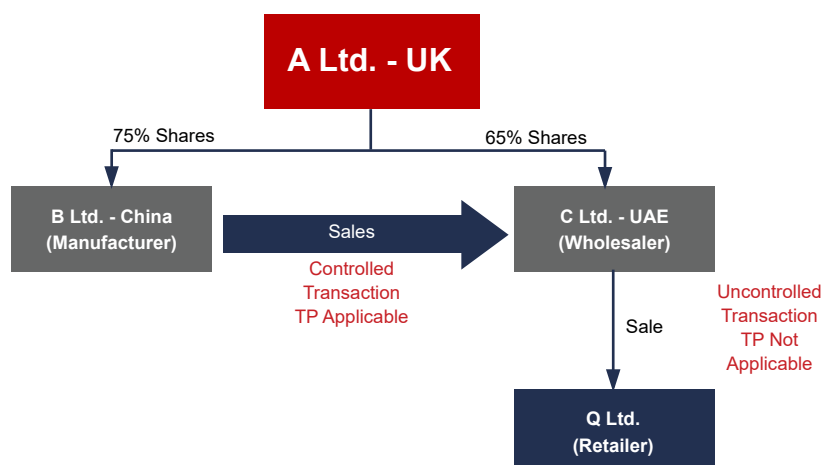 A Ltd. - UK
75% Shares
65% Shares
B Ltd. - China
(Manufacturer)
Sales
C Ltd. - UAE
(Wholesaler)
Controlled
Transaction
TP Applicable
Uncontrolled
Transaction
TP Not
Applicable
Sale
Q Ltd.
(Retailer)